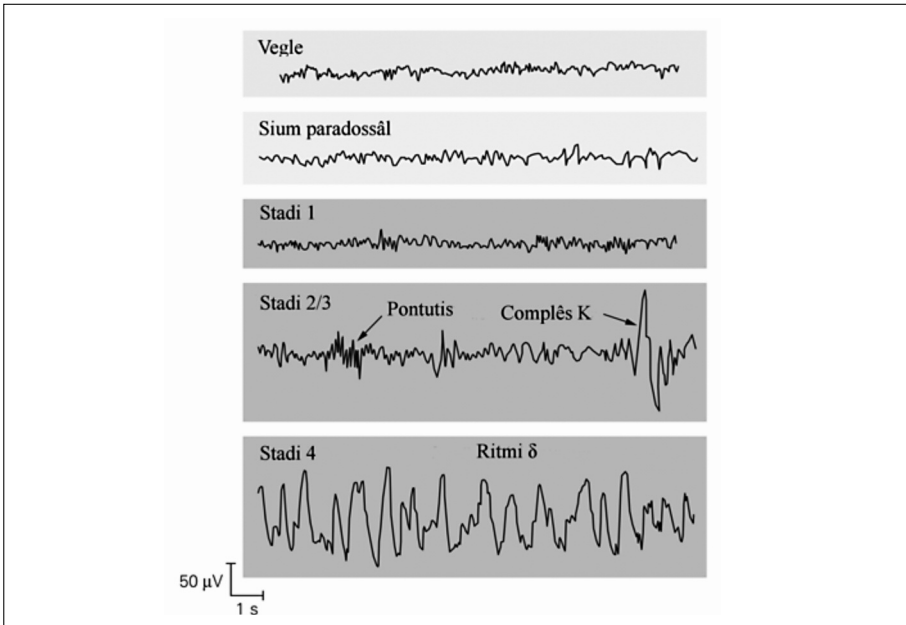 Vegle
Sium paradossâl
Stadi 1
Stadi 2/3
Pontutis
Complês K
Stadi 4
Ritmi δ
50 µV
1 s